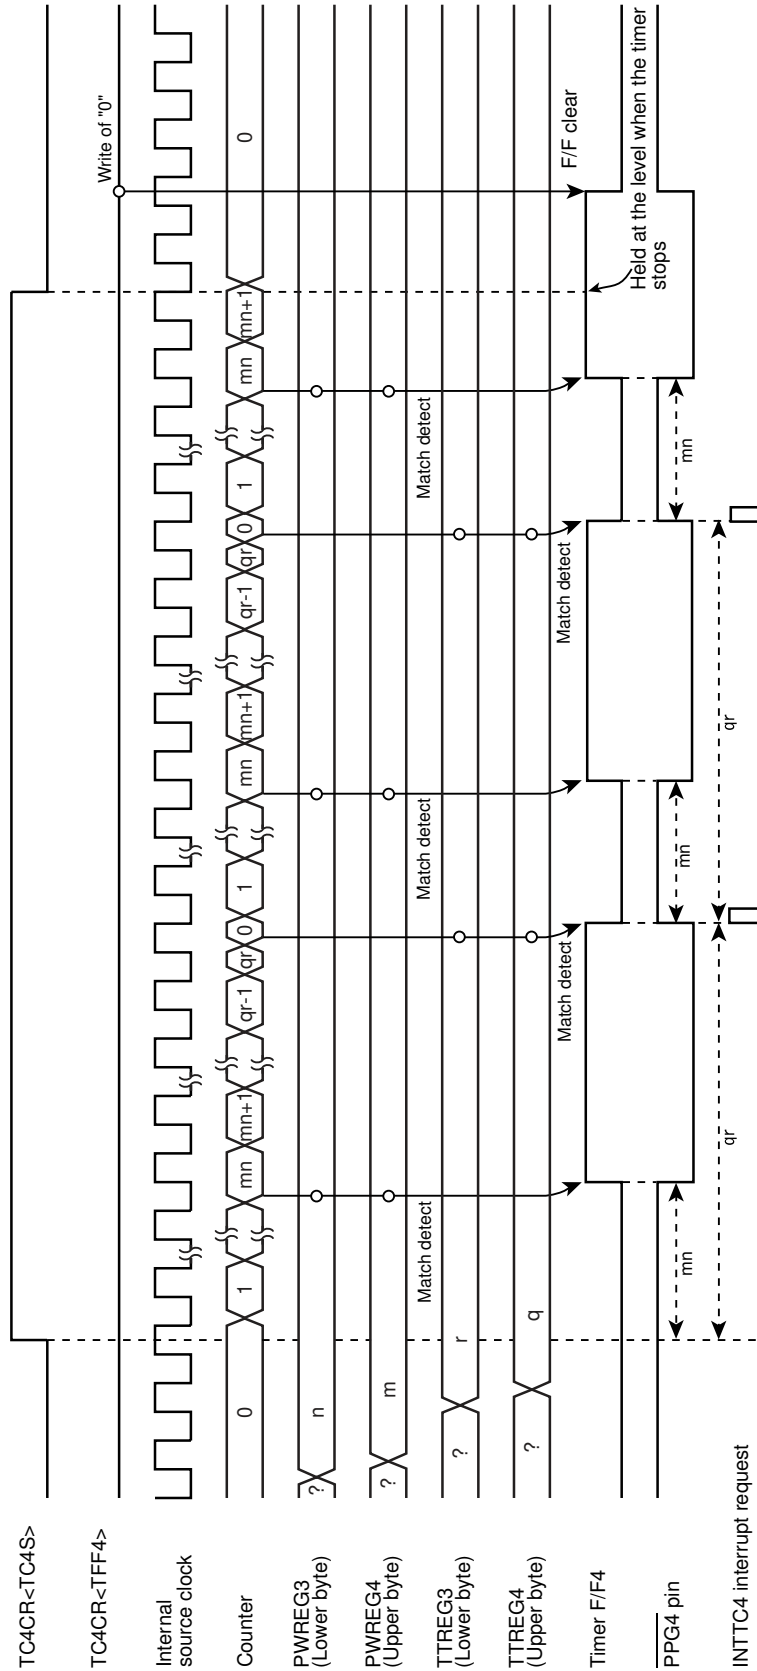 TC4CR<TC4S>
TC4CR<TFF4>
Write of "0"
Internal
source clock
Counter
0
1
mn
mn+1
qr-1
qr
0
1
mn
mn+1
qr-1
qr
0
1
mn
mn+1
0
PWREG3
(Lower byte)
?
n
PWREG4
(Upper byte)
?
m
Match detect
Match detect
Match detect
TTREG3
(Lower byte)
?
r
TTREG4
(Upper byte)
?
q
Match detect
Match detect
F/F clear
Timer F/F4
Held at the level when the timer
stops
PPG4 pin
mn
mn
mn
qr
qr
INTTC4 interrupt request